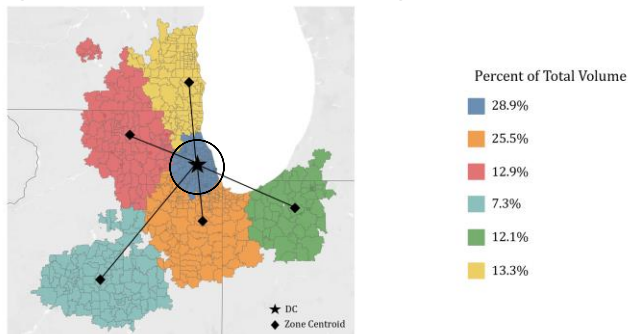 Percent of Total Volume
28.9%
25.5%
12.9%
7.3%
12.1%
13.3%
DC
Zone Centroid